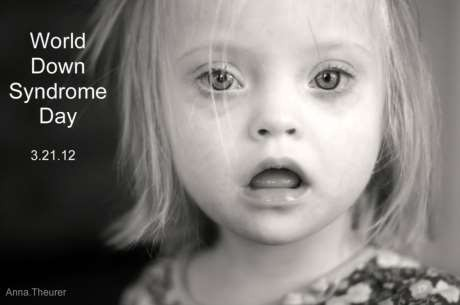 World
Down
Syndrome
Day
3.21.12
Anna.Theurer